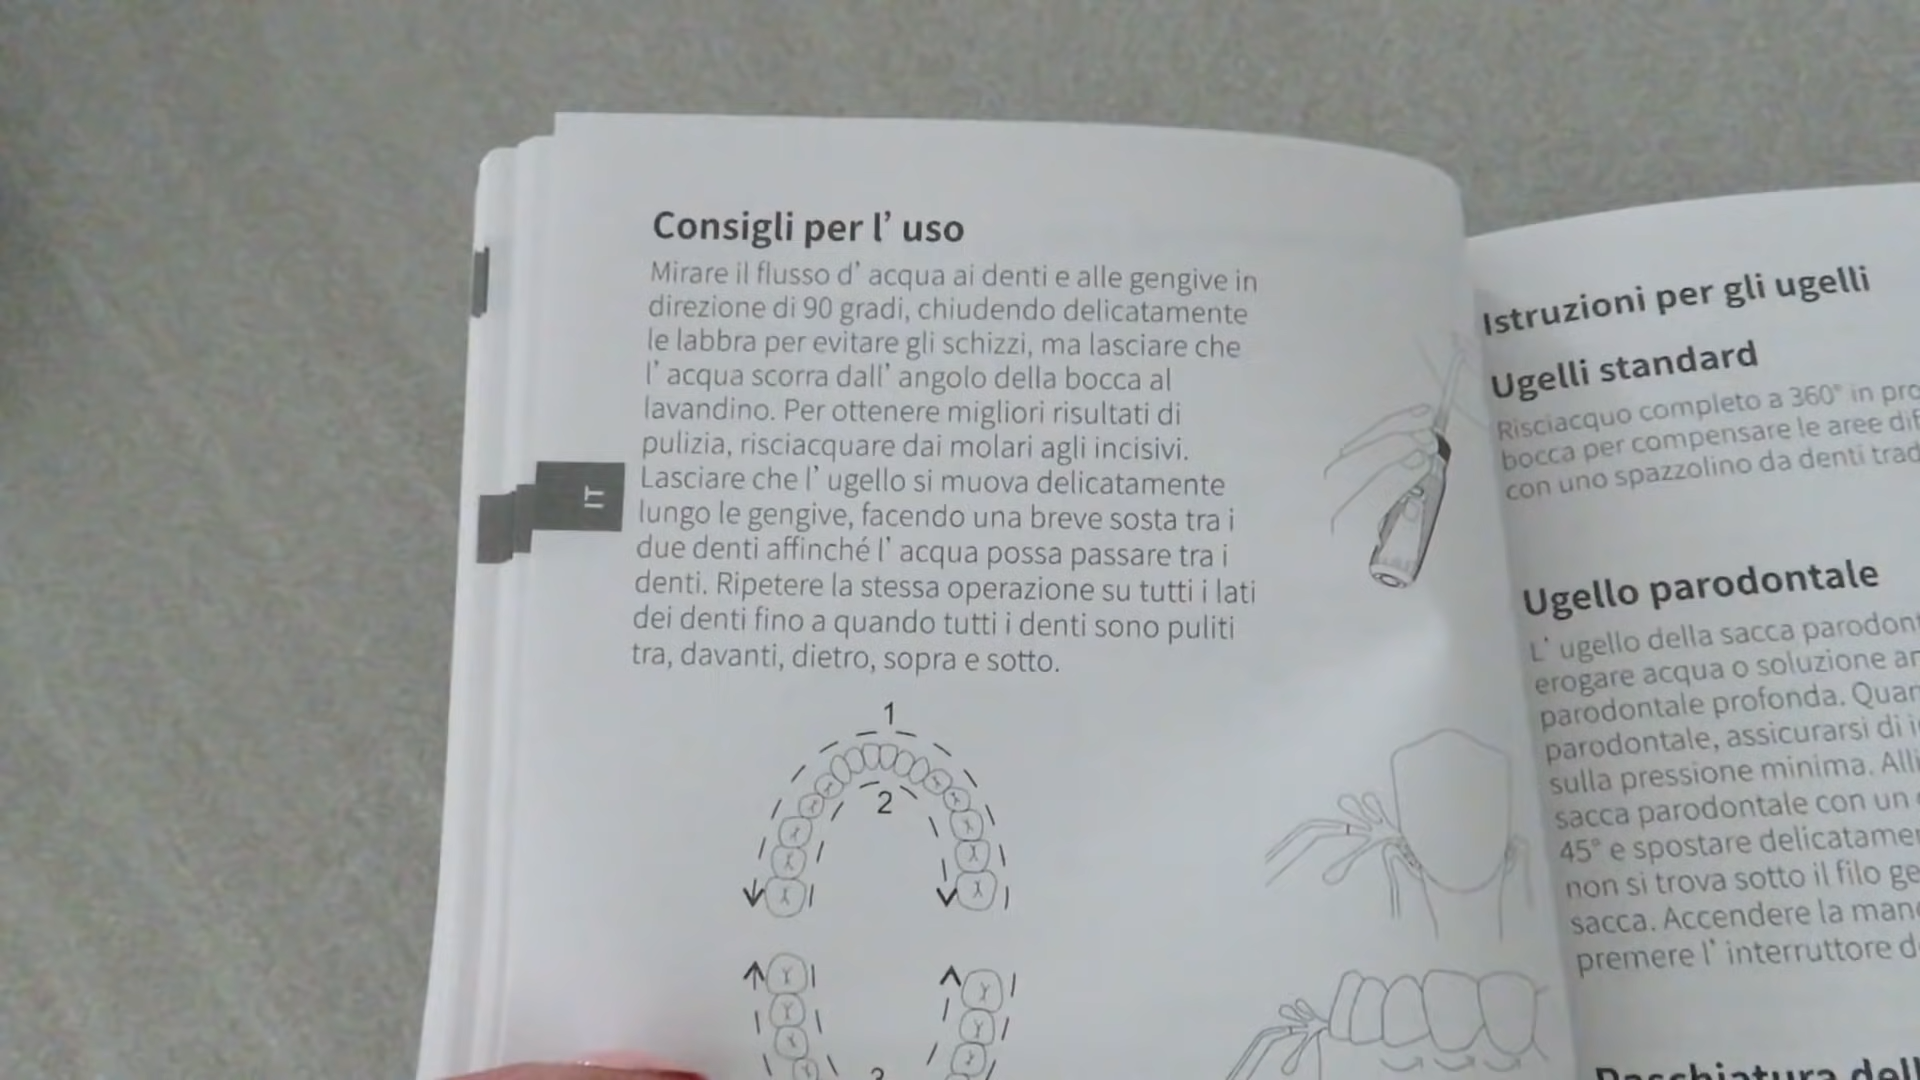 Consigli per l’ uso
Mirare il flusso d’ acqua ai denti e alle gengive in
direzione di 90 gradi, chiudendo delicatamente
le labbra per evitare gli schizzi, ma lasciare che
l’ acqua scorra dall’ angolo della bocca al
lavandino. Per ottenere migliori risultati di
pulizia, risciacquare dai molari agli incisivi.
Lasciare che l’ ugello si muova delicatamente
lungo le gengive, facendo una breve sosta tra i
due denti affinché l’ acqua possa passare tra i
denti. Ripetere la stessa operazione su tutti i lati
dei denti fino a quando tutti i denti sono puliti
tra, davanti, dietro, sopra e sotto.
IT
1
2
Istruzioni per gli ugelli
Ugelli standard
Risciacquo completo a 360° in
bocca per compensare le aree
con uno spazzolino da denti
Ugello parodontale
L’ ugello della sacca
erogare acqua o soluzione
parodontale profonda.
parodontale, assicurarsi di
sulla pressione minima.
sacca parodontale con un
45° e spostare
non si trova sotto il filo
sacca. Accendere la
premere l’ interruttore